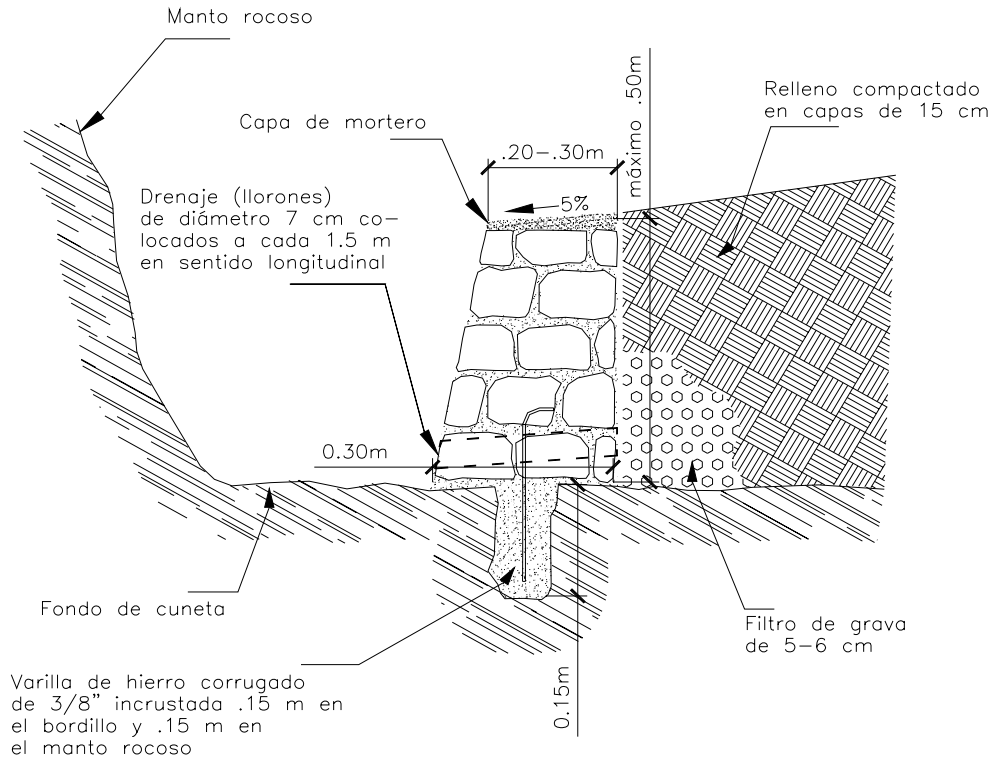 Manto rocoso
Capa de mortero
.20-.30m
máximo .50m
Relleno compactado
en capas de 15 cm
5%
Drenaje (llorones)
de diámetro 7 cm co-
locados a cada 1.5 m
en sentido longitudinal
0.30m
Fondo de cuneta
Filtro de grava
de 5-6 cm
0.15m
Varilla de hierro corrugado
de 3/8" incrustada .15 m en
el bordillo y .15 m en
el manto rocoso